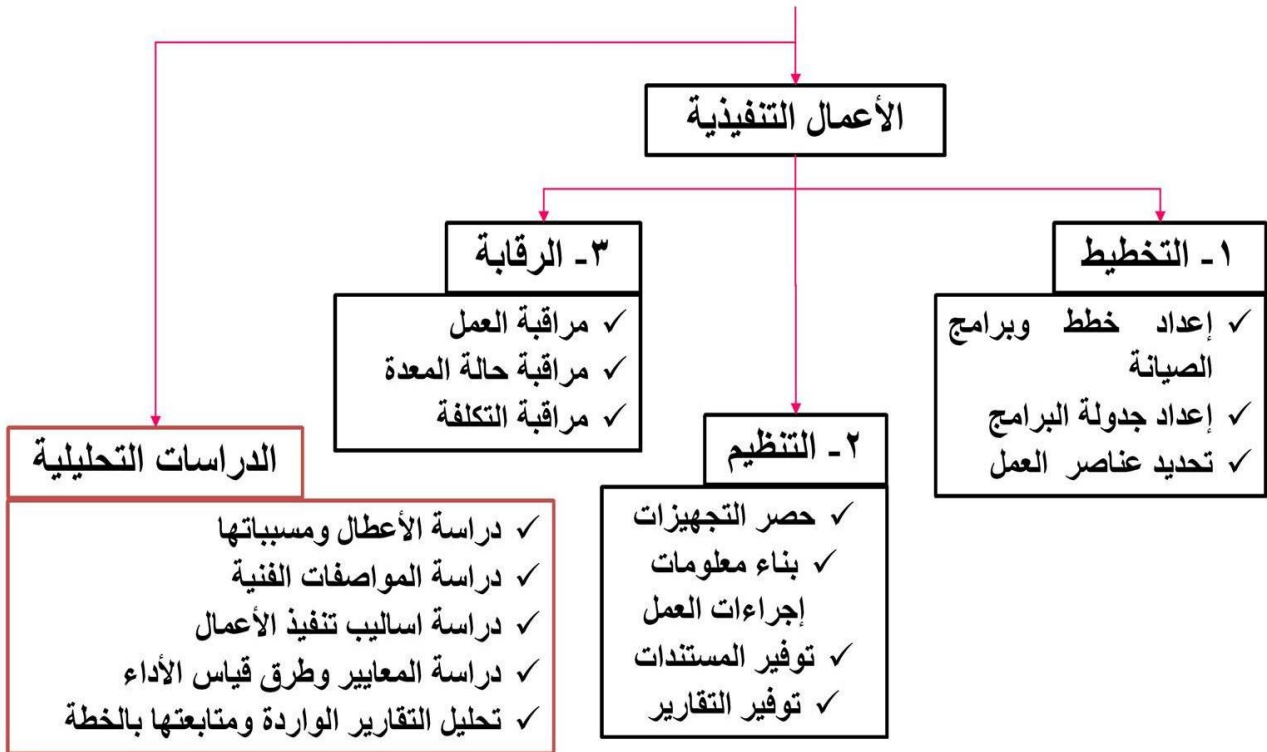 الأعمال التنفيذية
١- التخطيط
إعداد خطط وبرامج
الصيانة
إعداد جدولة البرامج
تحديد عناصر العمل
٢- التنظيم
حصر التجهيزات
بناء معلومات
إجراءات العمل
توفير المستندات
توفير التقارير
٣- الرقابة
مراقبة العمل
مراقبة حالة المعدة
مراقبة التكلفة
الدراسات التحليلية
دراسة الأعطال ومسبباتها
دراسة المواصفات الفنية
دراسة اساليب تنفيذ الأعمال
دراسة المعايير وطرق قياس الأداء
تحليل التقارير الواردة ومتابعتها بالخطة